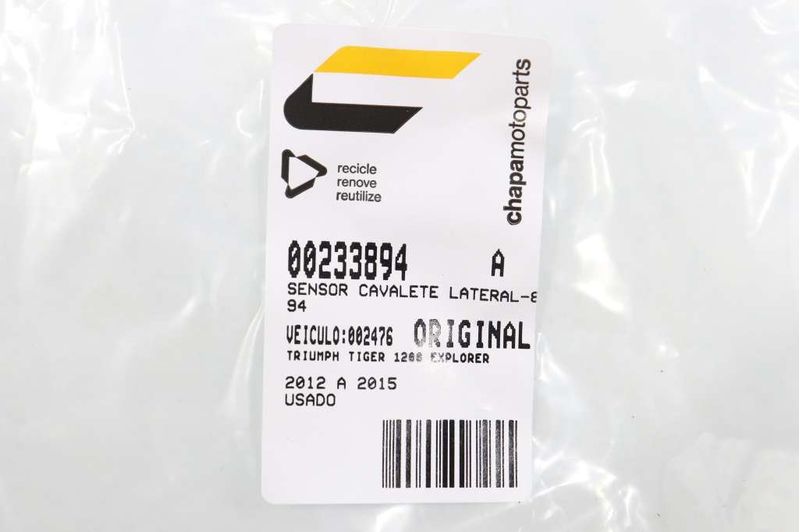 chapamotoparts
recicle
renove
reutilize
00233894 A
SENSOR CAVALETE LATERAL-8
94
VEICULO:002476 ORIGINAL
TRIUMPH TIGER 1200 EXPLORER
2012 A 2015
USADO